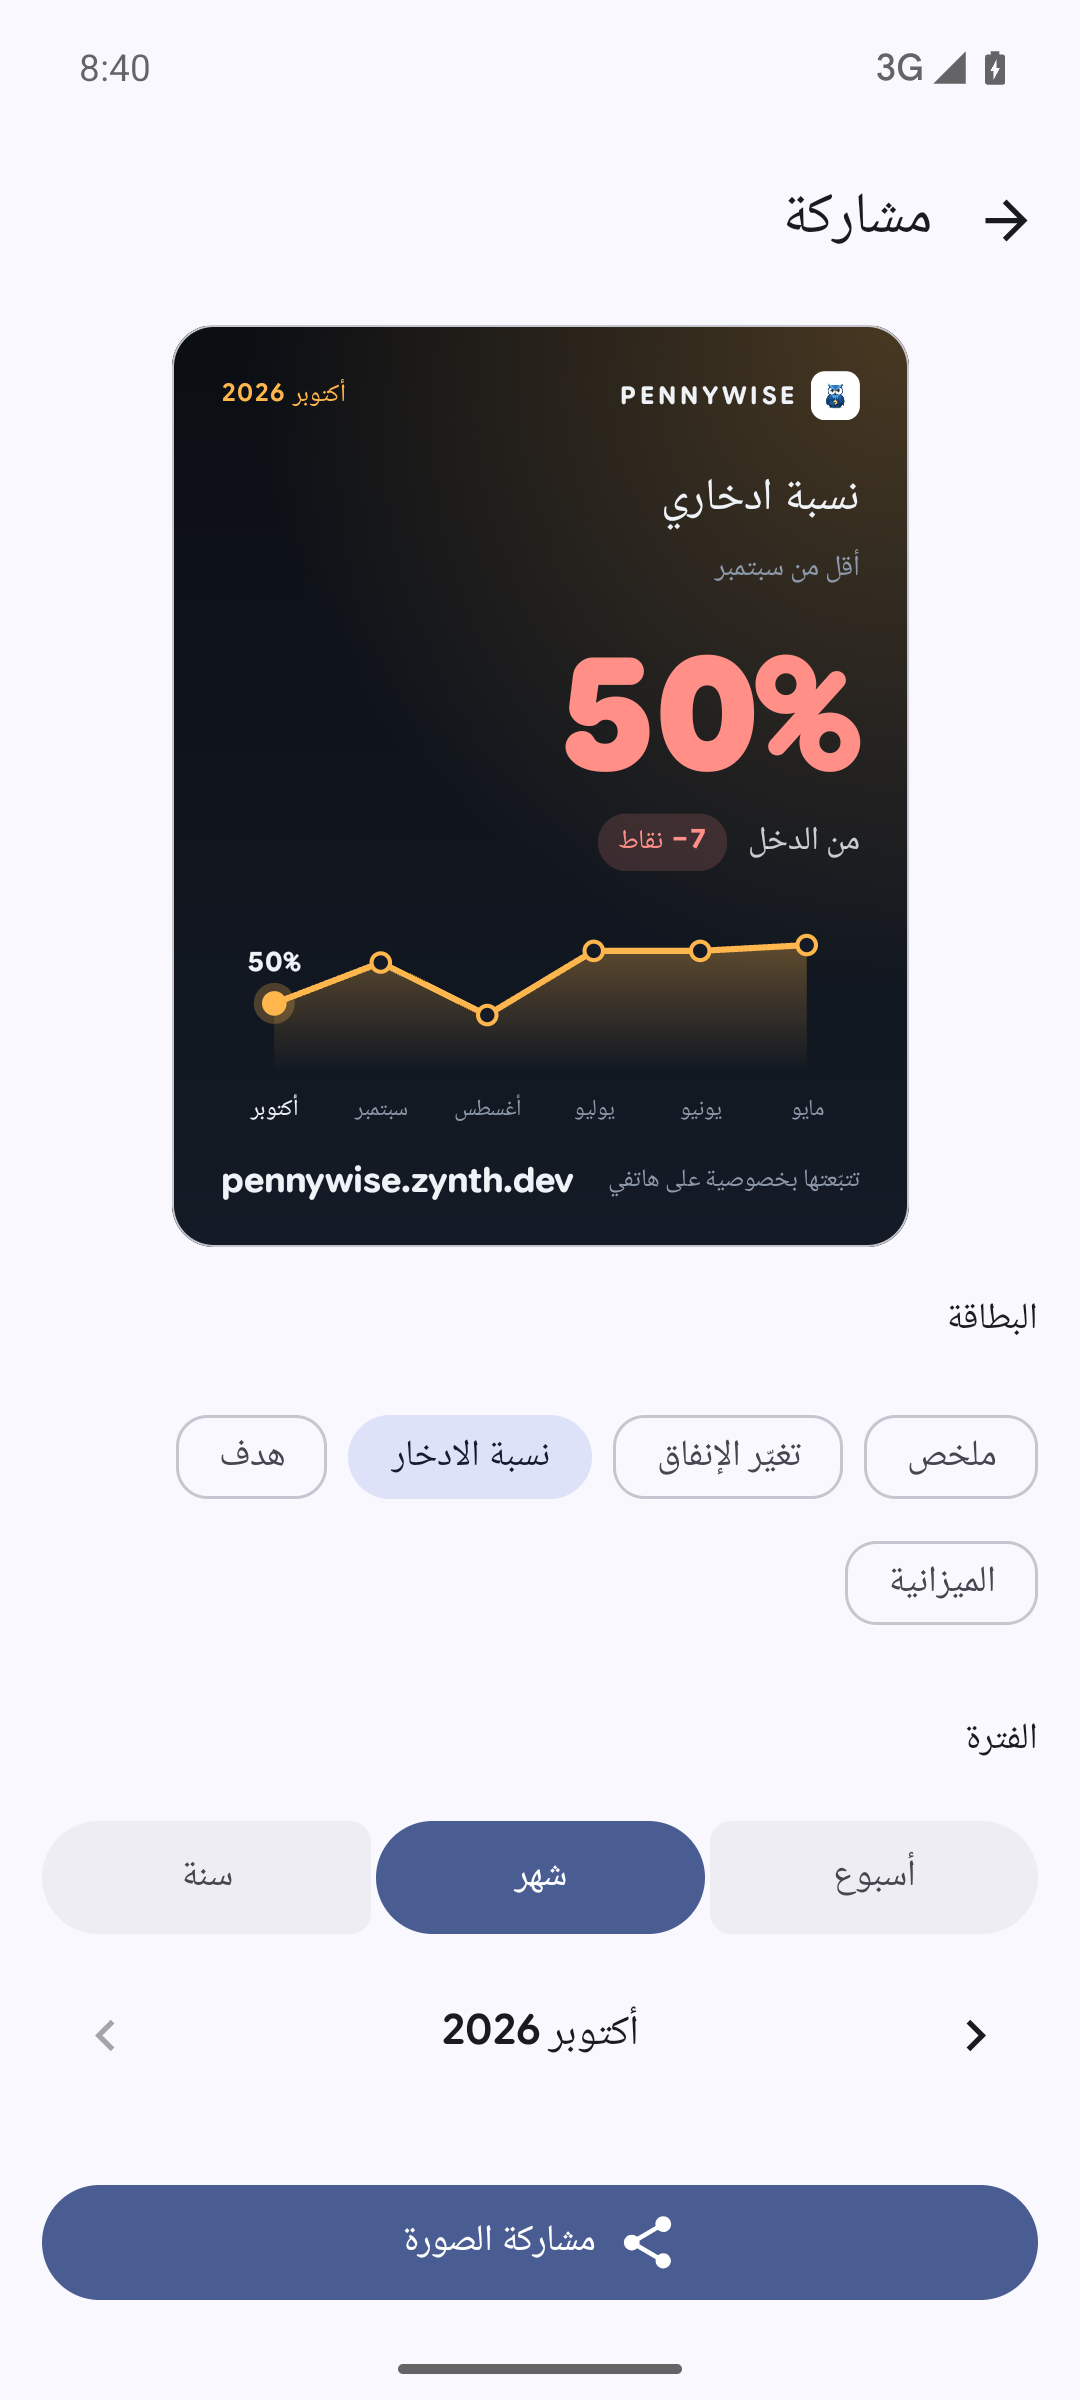 8:40 3G
مشاركة
PENNYWISE أكتوبر 2026
نسبة ادخاري
أقل من سبتمبر
50%
من الدخل −7 نقاط
50%
مايو يونيو يوليو أغسطس سبتمبر أكتوبر
تتبّعتها بخصوصية على هاتفي pennywise.zynth.dev
البطاقة
ملخص تغيّر الإنفاق نسبة الادخار هدف
الميزانية
الفترة
أسبوع شهر سنة
أكتوبر 2026
مشاركة الصورة